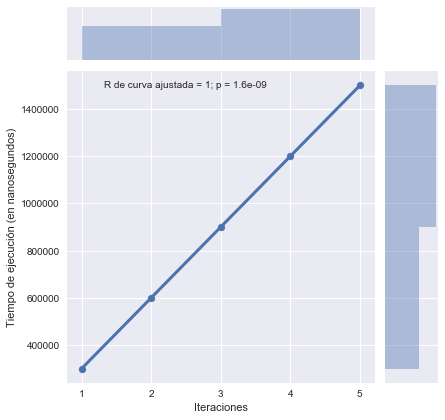 R de curva ajustada = 1; p = 1.6e-09
Tiempo de ejecución (en nanosegundos)
1400000
1200000
1000000
800000
600000
400000
1 2 3 4 5
Iteraciones